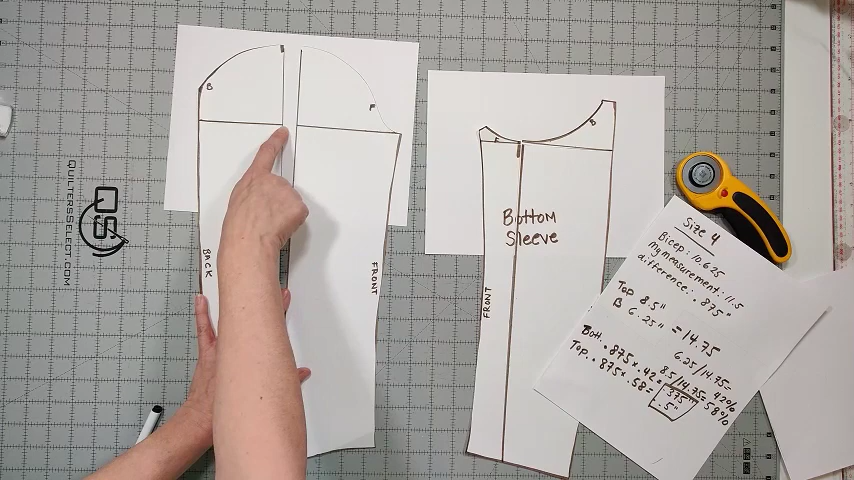 B
F
BACK
FRONT
QS
QUILTERSSELECT.COM
F
B
Bottom
Sleeve
FRONT
Size 4
Bicep: 10.625
My measurement: 11.5
difference: .875"
Top 8.5"
B 6.25" = 14.75
6.25/14.75= 42%
8.5/14.75= 58%
Bott. .875 x .42 = .375"
Top. .875 x .58 = .5"